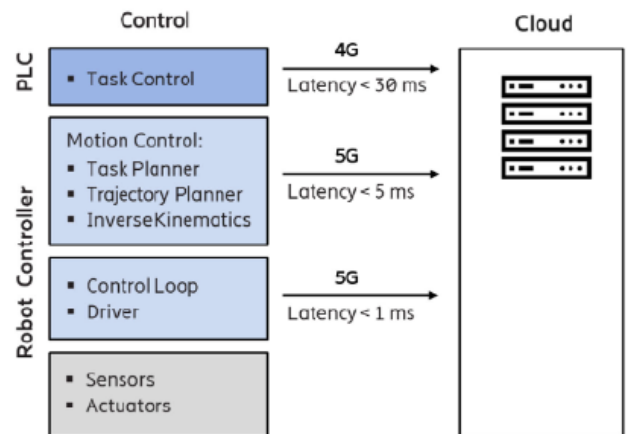 Control
Cloud
PLC
▪ Task Control
4G
Latency < 30 ms
Robot Controller
Motion Control:
▪ Task Planner
▪ Trajectory Planner
▪ InverseKinematics
5G
Latency < 5 ms
▪ Control Loop
▪ Driver
5G
Latency < 1 ms
▪ Sensors
▪ Actuators